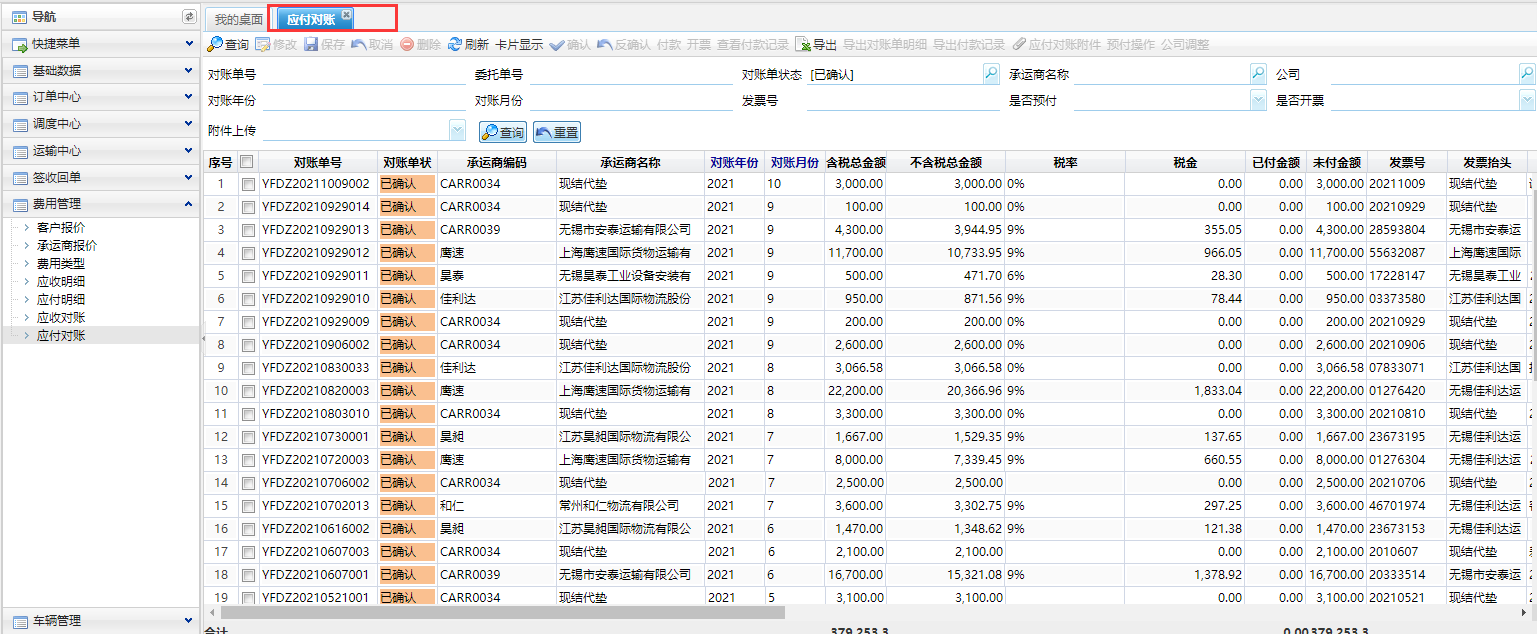 导航
快捷菜单
基础数据
订单中心
调度中心
运输中心
签收回单
费用管理
客户报价
承运商报价
费用类型
应收明细
应付明细
应收对账
应付对账
车辆管理
我的桌面 应付对账
查询 修改 保存 取消 删除 刷新 卡片显示 确认 反确认 付款 开票 查看付款记录 导出 导出对账单明细 导出付款记录 应付对账附件 预付操作 公司调整
对账单号 委托单号 对账单状态 [已确认] 承运商名称 公司
对账年份 对账月份 发票号 是否预付 是否开票
附件上传 查询 重置
序号 对账单号 对账单状 承运商编码 承运商名称 对账年份 对账月份 含税总金额 不含税总金额 税率 税金 已付金额 未付金额 发票号 发票抬头
1 YFDZ20211009002 已确认 CARR0034 现结代垫 2021 10 3,000.00 3,000.00 0% 0.00 0.00 3,000.00 20211009 现结代垫
2 YFDZ20210929014 已确认 CARR0034 现结代垫 2021 9 100.00 100.00 0% 0.00 0.00 100.00 20210929 现结代垫
3 YFDZ20210929013 已确认 CARR0039 无锡市安泰运输有限公司 2021 9 4,300.00 3,944.95 9% 355.05 0.00 4,300.00 28593804 无锡市安泰运
4 YFDZ20210929012 已确认 鹰速 上海鹰速国际货物运输有 2021 9 11,700.00 10,733.95 9% 966.05 0.00 11,700.00 55632087 上海鹰速国际
5 YFDZ20210929011 已确认 昊泰 无锡昊泰工业设备安装有 2021 9 500.00 471.70 6% 28.30 0.00 500.00 17228147 无锡昊泰工业
6 YFDZ20210929010 已确认 佳利达 江苏佳利达国际物流股份 2021 9 950.00 871.56 9% 78.44 0.00 950.00 03373580 江苏佳利达国
7 YFDZ20210929009 已确认 CARR0034 现结代垫 2021 9 200.00 200.00 0% 0.00 0.00 200.00 20210929 现结代垫
8 YFDZ20210906002 已确认 CARR0034 现结代垫 2021 9 2,600.00 2,600.00 0% 0.00 0.00 2,600.00 20210906 现结代垫
9 YFDZ20210830033 已确认 佳利达 江苏佳利达国际物流股份 2021 8 3,066.58 3,066.58 0% 0.00 0.00 3,066.58 07833071 江苏佳利达国
10 YFDZ20210820003 已确认 鹰速 上海鹰速国际货物运输有 2021 8 22,200.00 20,366.96 9% 1,833.04 0.00 22,200.00 01276420 无锡佳利达运
11 YFDZ20210803010 已确认 CARR0034 现结代垫 2021 8 3,300.00 3,300.00 0% 0.00 0.00 3,300.00 20210810 现结代垫
12 YFDZ20210730001 已确认 昊昶 江苏昊昶国际物流有限公 2021 7 1,667.00 1,529.35 9% 137.65 0.00 1,667.00 23673195 无锡佳利达运
13 YFDZ20210720003 已确认 鹰速 上海鹰速国际货物运输有 2021 7 8,000.00 7,339.45 9% 660.55 0.00 8,000.00 01276304 无锡佳利达运
14 YFDZ20210706002 已确认 CARR0034 现结代垫 2021 7 2,500.00 2,500.00 0.00 0.00 2,500.00 20210706 现结代垫
15 YFDZ20210702013 已确认 和仁 常州和仁物流有限公司 2021 7 3,600.00 3,302.75 9% 297.25 0.00 3,600.00 46701974 无锡佳利达运
16 YFDZ20210616002 已确认 昊昶 江苏昊昶国际物流有限公 2021 6 1,470.00 1,348.62 9% 121.38 0.00 1,470.00 23673153 无锡佳利达运
17 YFDZ20210607003 已确认 CARR0034 现结代垫 2021 6 2,100.00 2,100.00 0.00 0.00 2,100.00 2010607 现结代垫
18 YFDZ20210607001 已确认 CARR0039 无锡市安泰运输有限公司 2021 6 16,700.00 15,321.08 9% 1,378.92 0.00 16,700.00 20333514 无锡市安泰运
19 YFDZ20210521001 已确认 CARR0034 现结代垫 2021 5 3,100.00 3,100.00 0.00 0.00 3,100.00 20210521 现结代垫
合计 379,253.3 0.00 379,253.3